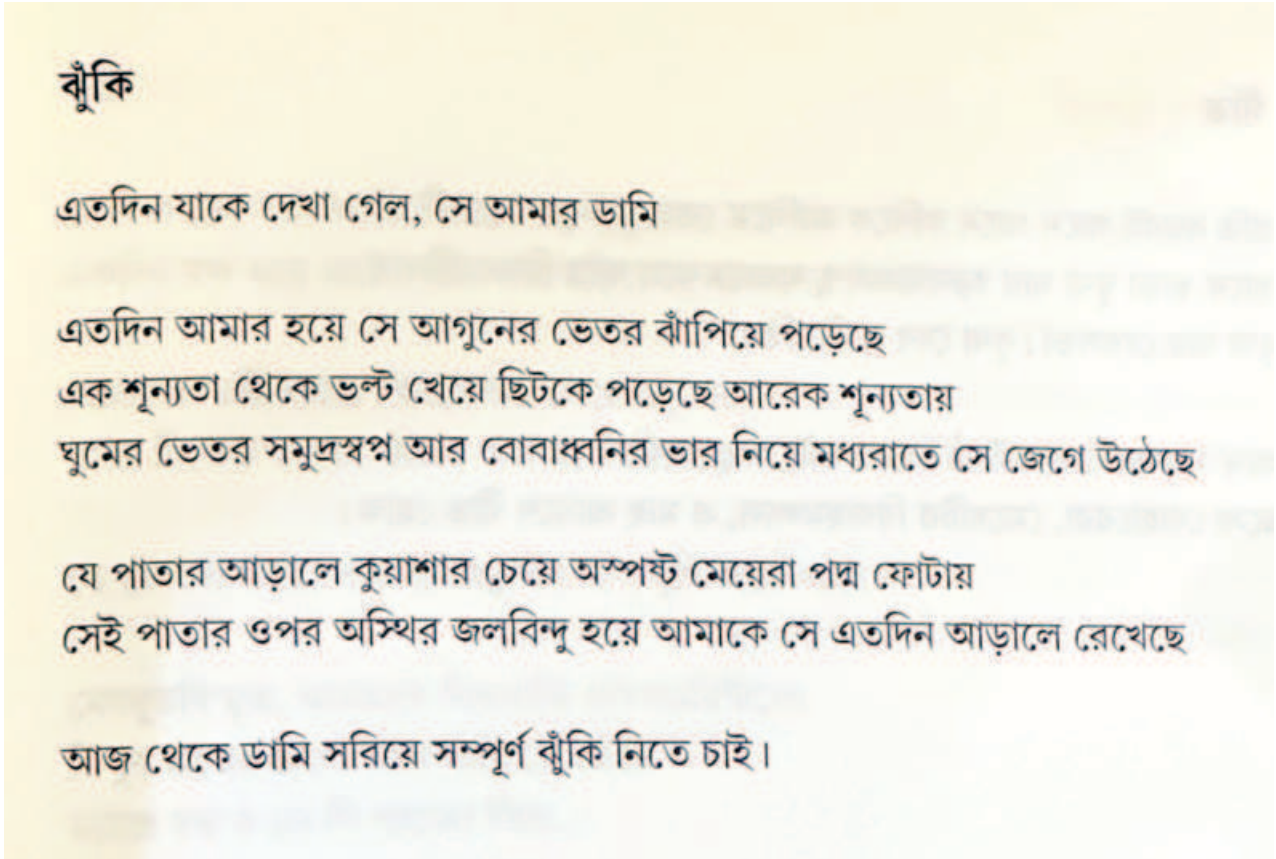 ঝুঁকি
এতদিন যাকে দেখা গেল, সে আমার ডামি
এতদিন আমার হয়ে সে আগুনের ভেতর ঝাঁপিয়ে পড়েছে
এক শূন্যতা থেকে ভল্ট খেয়ে ছিটকে পড়েছে আরেক শূন্যতায়
ঘুমের ভেতর সমুদ্রস্বপ্ন আর বোবাধ্বনির ভার নিয়ে মধ্যরাতে সে জেগে উঠেছে
যে পাতার আড়ালে কুয়াশার চেয়ে অস্পষ্ট মেয়েরা পদ্ম ফোটায়
সেই পাতার ওপর অস্থির জলবিন্দু হয়ে আমাকে সে এতদিন আড়ালে রেখেছে
আজ থেকে ডামি সরিয়ে সম্পূর্ণ ঝুঁকি নিতে চাই।